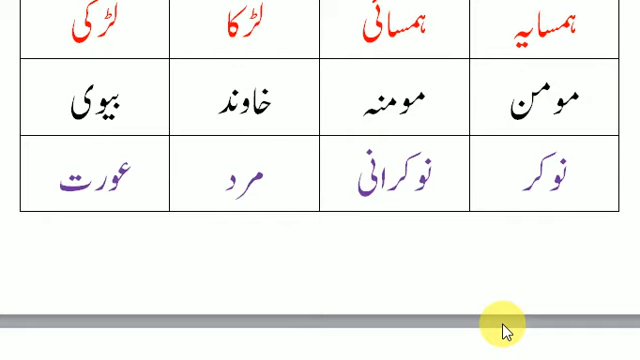 ہمسایہ ہمسائی لڑکا لڑکی
مومن مومنہ خاوند بیوی
نوکر نوکرانی مرد عورت